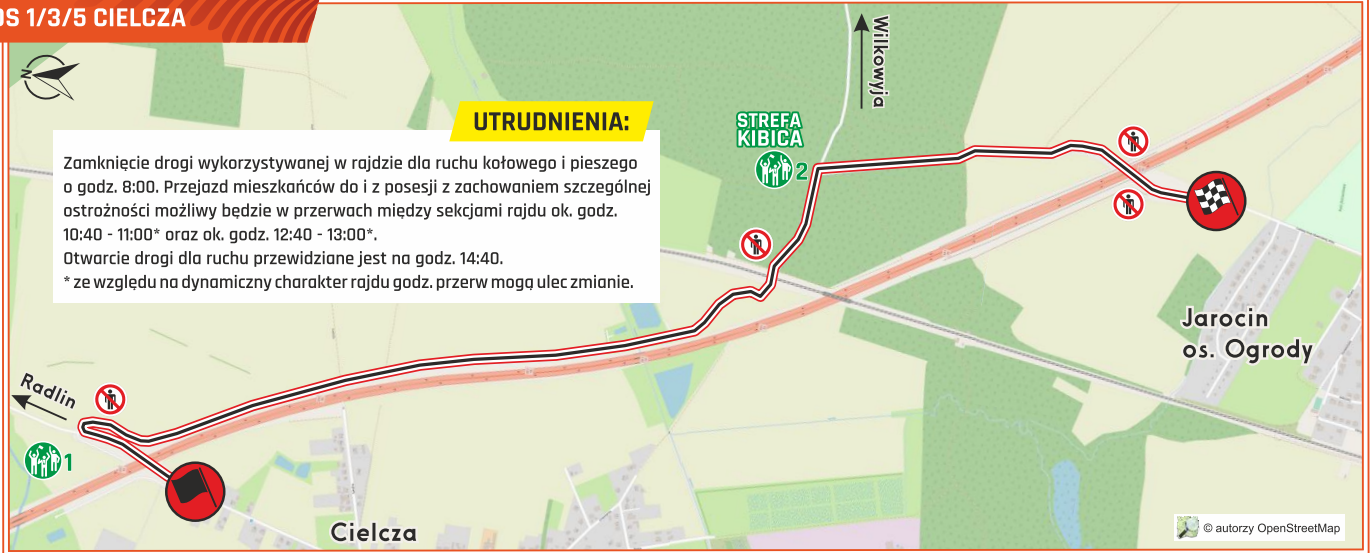 OS 1/3/5 CIELCZA
N
Wilkowyja
UTRUDNIENIA:
STREFA
KIBICA
2
Zamknięcie drogi wykorzystywanej w rajdzie dla ruchu kołowego i pieszego
o godz. 8:00. Przejazd mieszkańców do i z posesji z zachowaniem szczególnej
ostrożności możliwy będzie w przerwach między sekcjami rajdu ok. godz.
10:40 - 11:00* oraz ok. godz. 12:40 - 13:00*.
Otwarcie drogi dla ruchu przewidziane jest na godz. 14:40.
* ze względu na dynamiczny charakter rajdu godz. przerw mogą ulec zmianie.
Jarocin
os. Ogrody
Radlin
1
Cielcza
© autorzy OpenStreetMap